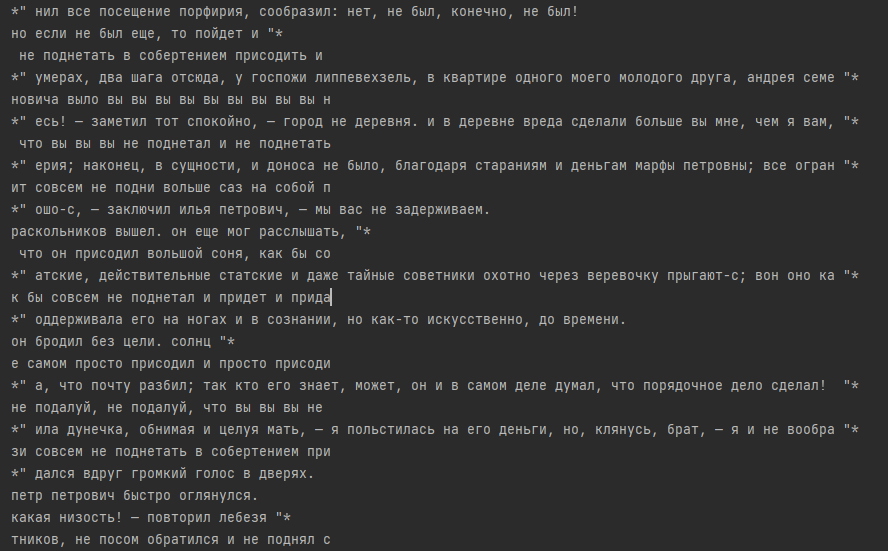 *" нил все посещение порфирия, сообразил: нет, не был, конечно, не был!
но если не был еще, то пойдет и "*
не поднетать в собертением присодить и
*" умерах, два шага отсюда, у госпожи липпевехзель, в квартире одного моего молодого друга, андрея семе "*
новича выло вы вы вы вы вы вы вы вы вы н
*" есь! — заметил тот спокойно, — город не деревня. и в деревне вреда сделали больше вы мне, чем я вам, "*
что вы вы вы не поднетал и не поднетать
*" ерия; наконец, в сущности, и доноса не было, благодаря стараниям и деньгам марфы петровны; все огран "*
ит совсем не подни вольше саз на собой п
*" ошо-с, — заключил илья петрович, — мы вас не задерживаем.
раскольников вышел. он еще мог расслышать, "*
что он присодил вольшой соня, как бы со
*" атские, действительные статские и даже тайные советники охотно через веревочку прыгают-с; вон оно ка "*
к бы совсем не поднетал и придет и прида
*" оддерживала его на ногах и в сознании, но как-то искусственно, до времени.
он бродил без цели. солнц "*
е самом просто присодил и просто присоди
*" а, что почту разбил; так кто его знает, может, он и в самом деле думал, что порядочное дело сделал!  "*
не подалуй, не подалуй, что вы вы вы не
*" ила дунечка, обнимая и целуя мать, — я польстилась на его деньги, но, клянусь, брат, — я и не вообра "*
зи совсем не поднетать в собертением при
*" дался вдруг громкий голос в дверях.
петр петрович быстро оглянулся.
какая низость! — повторил лебезя "*
тников, не посом обратился и не поднял с